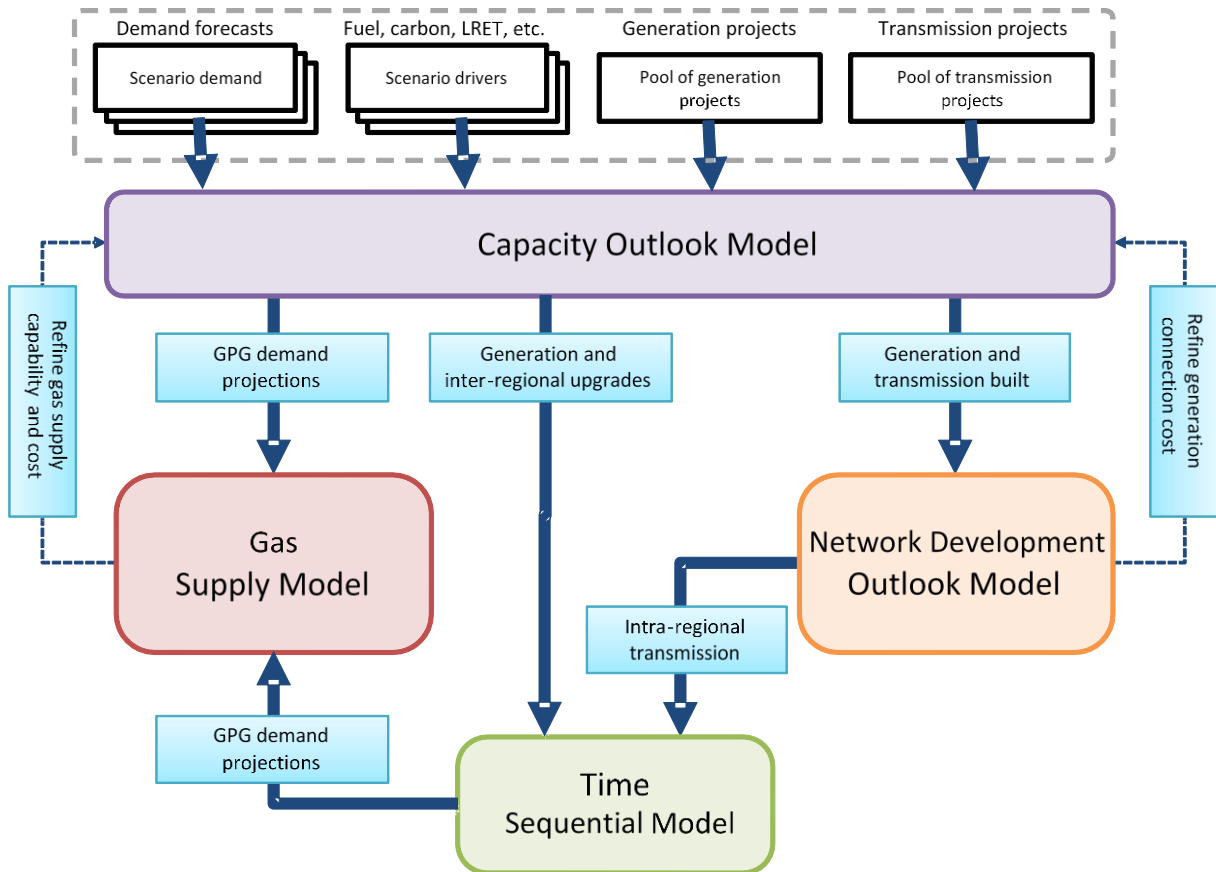 Demand forecasts
Fuel, carbon, LRET, etc.
Generation projects
Transmission projects
Scenario demand
Scenario drivers
Pool of generation
projects
Pool of transmission
projects
Capacity Outlook Model
Refine gas supply
capability and cost
GPG demand
projections
Generation and
inter-regional upgrades
Generation and
transmission built
Refine generation
connection cost
Gas
Supply Model
Network Development
Outlook Model
Intra-regional
transmission
GPG demand
projections
Time
Sequential Model